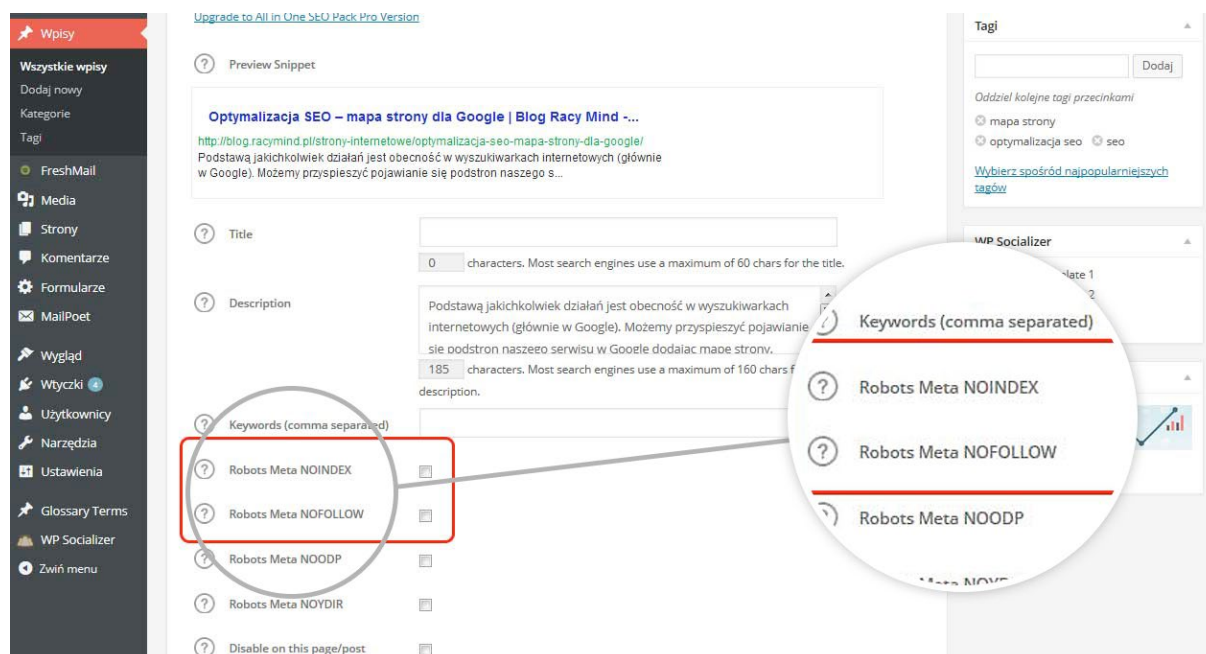 Wpisy
Wszystkie wpisy
Dodaj nowy
Kategorie
Tagi
FreshMail
Media
Strony
Komentarze
Formularze
MailPoet
Wygląd
Wtyczki 4
Użytkownicy
Narzędzia
Ustawienia
Glossary Terms
WP Socializer
Zwiń menu
Upgrade to All in One SEO Pack Pro Version
Preview Snippet
Optymalizacja SEO – mapa strony dla Google | Blog Racy Mind -...
http://blog.racymind.pl/strony-internetowe/optymalizacja-seo-mapa-strony-dla-google/
Podstawą jakichkolwiek działań jest obecność w wyszukiwarkach internetowych (głównie
w Google). Możemy przyspieszyć pojawianie się podstron naszego s...
Title
0 characters. Most search engines use a maximum of 60 chars for the title.
Description
Podstawą jakichkolwiek działań jest obecność w wyszukiwarkach
internetowych (głównie w Google). Możemy przyspieszyć pojawianie
się podstron naszego serwisu w Google dodając mapę strony.
185 characters. Most search engines use a maximum of 160 chars
description.
Keywords (comma separated)
Robots Meta NOINDEX
Robots Meta NOFOLLOW
Robots Meta NOODP
Robots Meta NOYDIR
Disable on this page/post
Keywords (comma separated)
Robots Meta NOINDEX
Robots Meta NOFOLLOW
Robots Meta NOODP
Meta
Tagi
Dodaj
Oddziel kolejne tagi przecinkami
mapa strony
optymalizacja seo seo
Wybierz spośród najpopularniejszych
tagów
WP Socializer
1
2